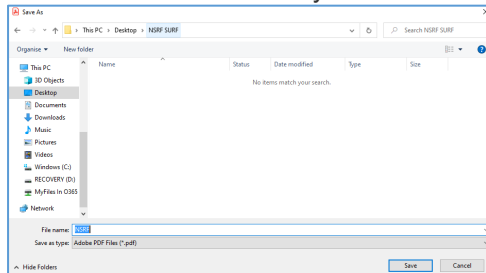 Save As
This PC > Desktop > NSRF SURF
Search NSRF SURF
Organise
New folder
This PC
3D Objects
Desktop
Documents
Downloads
Music
Pictures
Videos
Windows (C:)
RECOVERY (D:)
MyFiles In O365
Network
Name
Status
Date modified
Type
Size
No items match your search.
File name: NSRF
Save as type: Adobe PDF Files (*.pdf)
Hide Folders
Save
Cancel